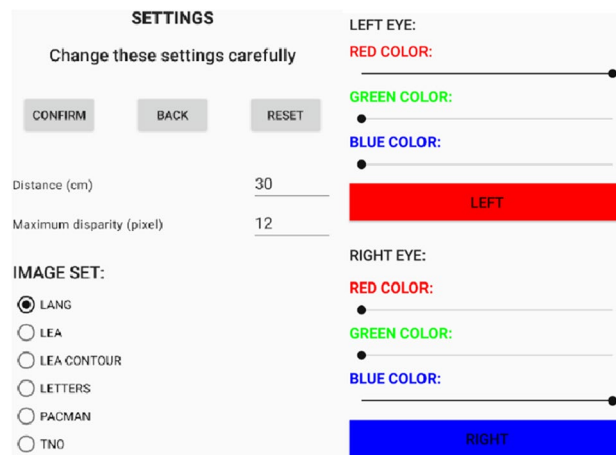 SETTINGS
Change these settings carefully
CONFIRM BACK RESET
Distance (cm) 30
Maximum disparity (pixel) 12
IMAGE SET:
LANG
LEA
LEA CONTOUR
LETTERS
PACMAN
TNO
LEFT EYE:
RED COLOR:
GREEN COLOR:
BLUE COLOR:
LEFT
RIGHT EYE:
RED COLOR:
GREEN COLOR:
BLUE COLOR:
RIGHT